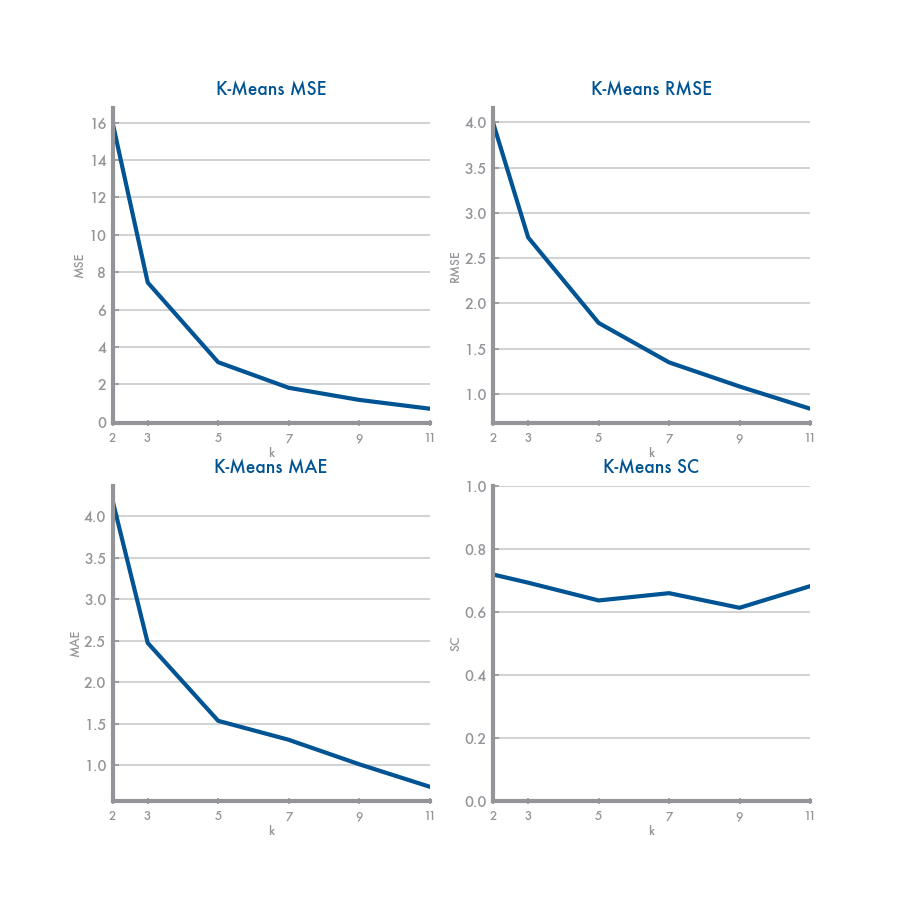 K-Means MSE
16
14
12
10
8
6
4
2
0
MSE
2 3 5 7 9 11
k
K-Means RMSE
4.0
3.5
3.0
2.5
2.0
1.5
1.0
RMSE
2 3 5 7 9 11
k
K-Means MAE
4.0
3.5
3.0
2.5
2.0
1.5
1.0
MAE
2 3 5 7 9 11
k
K-Means SC
1.0
0.8
0.6
0.4
0.2
0.0
SC
2 3 5 7 9 11
k